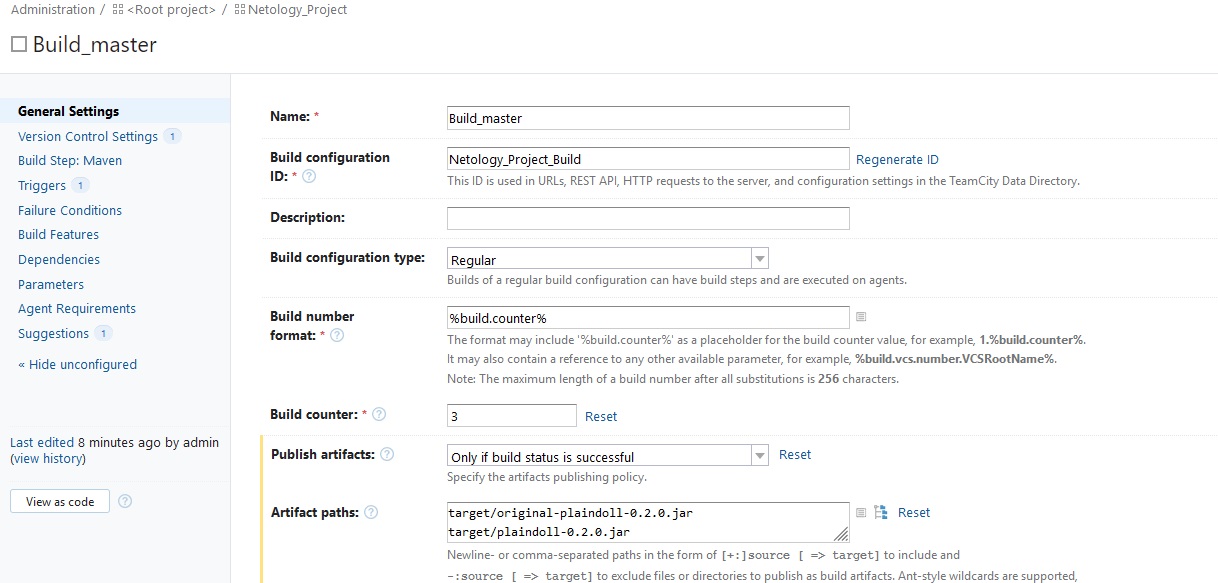 Administration / <Root project> / Netology_Project
Build_master
General Settings
Version Control Settings 1
Build Step: Maven
Triggers 1
Failure Conditions
Build Features
Dependencies
Parameters
Agent Requirements
Suggestions 1
« Hide unconfigured
Last edited 8 minutes ago by admin
(view history)
View as code ?
Name: *
Build_master
Build configuration
ID: * ?
Netology_Project_Build
Regenerate ID
This ID is used in URLs, REST API, HTTP requests to the server, and configuration settings in the TeamCity Data Directory.
Description:
Build configuration type:
Regular
Builds of a regular build configuration can have build steps and are executed on agents.
Build number
format: * ?
%build.counter%
The format may include '%build.counter%' as a placeholder for the build counter value, for example, 1.%build.counter%.
It may also contain a reference to any other available parameter, for example, %build.vcs.number.VCSRootName%.
Note: The maximum length of a build number after all substitutions is 256 characters.
Build counter: * ?
3
Reset
Publish artifacts: ?
Only if build status is successful
Reset
Specify the artifacts publishing policy.
Artifact paths: ?
target/original-plaindoll-0.2.0.jar
target/plaindoll-0.2.0.jar
Reset
Newline- or comma-separated paths in the form of [+:]source [ => target] to include and
-:source [ => target] to exclude files or directories to publish as build artifacts. Ant-style wildcards are supported,